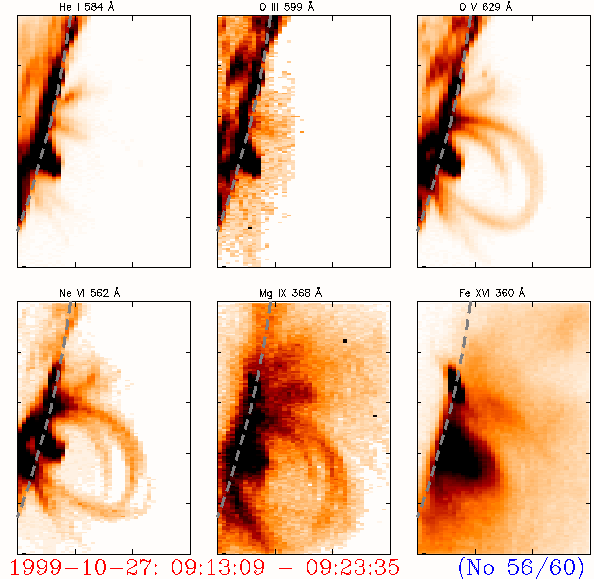 He I 584 Å
O III 599 Å
O V 629 Å
Ne VI 562 Å
Mg IX 368 Å
Fe XVI 360 Å
1999-10-27: 09:13:09 - 09:23:35
(No 56/60)